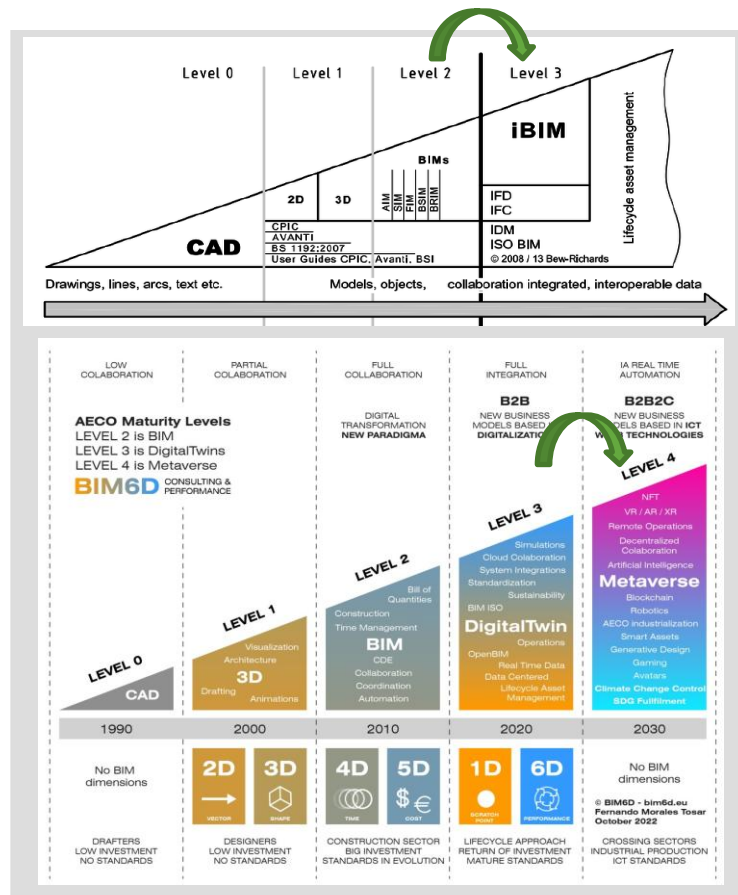 Level 0
Level 1
Level 2
Level 3
iBIM
BIMs
2D
3D
AIM
SIM
FIM
BSIM
BRIM
IFD
IFC
Lifecycle asset management
CAD
CPIC
AVANTI
BS 1192:2007
User Guides CPIC, Avanti, BSI
IDM
ISO BIM
© 2008 / 13 Bew-Richards
Drawings, lines, arcs, text etc.
Models, objects,
collaboration integrated, interoperable data
LOW
COLABORATION
PARTIAL
COLABORATION
FULL
COLLABORATION
FULL
INTEGRATION
IA REAL TIME
AUTOMATION
AECO Maturity Levels
LEVEL 2 is BIM
LEVEL 3 is DigitalTwins
LEVEL 4 is Metaverse
BIM6D CONSULTING &
PERFORMANCE
DIGITAL
TRANSFORMATION
NEW PARADIGMA
B2B
NEW BUSINESS
MODELS BASED
DIGITALIZATIO
B2B2C
NEW BUSINESS
DELS BASED IN ICT
TECHNOLOGIES
LEVEL 0
CAD
LEVEL 1
Visualization
Architecture
3D
Drafting
Animations
LEVEL 2
Bill of
Quantities
Construction
Time Management
BIM
CDE
Collaboration
Coordination
Automation
LEVEL 3
Simulations
Cloud Colaboration
System Integrations
Standardization
Sustainability
BIM ISO
DigitalTwin
Operations
OpenBIM
Real Time Data
Data Centered
Lifecycle Asset
Management
LEVEL 4
NFT
VR / AR / XR
Remote Operations
Decentralized
Colaboration
Artificial Intelligence
Metaverse
Blockchain
Robotics
AECO industrialization
Smart Assets
Generative Design
Gaming
Avatars
Climate Change Control
SDG Fullfilment
1990
2000
2010
2020
2030
No BIM
dimensions
2D
VECTOR
3D
SHAPE
4D
TIME
5D
$ €
COST
1D
SCRATCH
POINT
6D
PERFORMANCE
No BIM
dimensions
© BIM6D - bim6d.eu
Fernando Morales Tosar
October 2022
DRAFTERS
LOW INVESTMENT
NO STANDARDS
DESIGNERS
LOW INVESTMENT
NO STANDARDS
CONSTRUCTION SECTOR
BIG INVESTMENT
STANDARDS IN EVOLUTION
LIFECYCLE APPROACH
RETURN OF INVESTMENT
MATURE STANDARDS
CROSSING SECTORS
INDUSTRIAL PRODUCTION
ICT STANDARDS